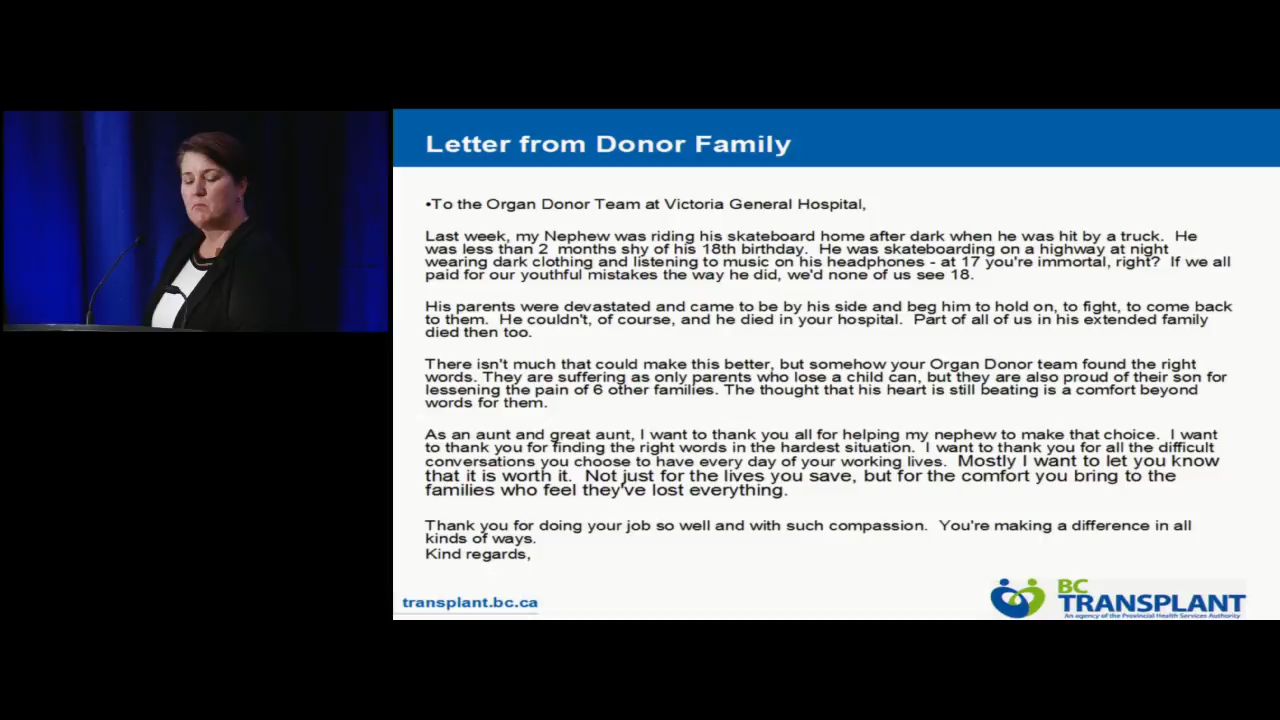 Letter from Donor Family
•To the Organ Donor Team at Victoria General Hospital,
Last week, my Nephew was riding his skateboard home after dark when he was hit by a truck.  He
was less than 2  months shy of his 18th birthday.  He was skateboarding on a highway at night
wearing dark clothing and listening to music on his headphones - at 17 you're immortal, right?  If we all
paid for our youthful mistakes the way he did, we'd none of us see 18.
His parents were devastated and came to be by his side and beg him to hold on, to fight, to come back
to them.  He couldn't, of course, and he died in your hospital.  Part of all of us in his extended family
died then too.
There isn't much that could make this better, but somehow your Organ Donor team found the right
words. They are suffering as only parents who lose a child can, but they are also proud of their son for
lessening the pain of 6 other families. The thought that his heart is still beating is a comfort beyond
words for them.
As an aunt and great aunt, I want to thank you all for helping my nephew to make that choice.  I want
to thank you for finding the right words in the hardest situation.  I want to thank you for all the difficult
conversations you choose to have every day of your working lives.  Mostly I want to let you know
that it is worth it.  Not just for the lives you save, but for the comfort you bring to the
families who feel they've lost everything.
Thank you for doing your job so well and with such compassion.  You're making a difference in all
kinds of ways.
Kind regards,
transplant.bc.ca
BC
TRANSPLANT
An agency of the Provincial Health Services Authority